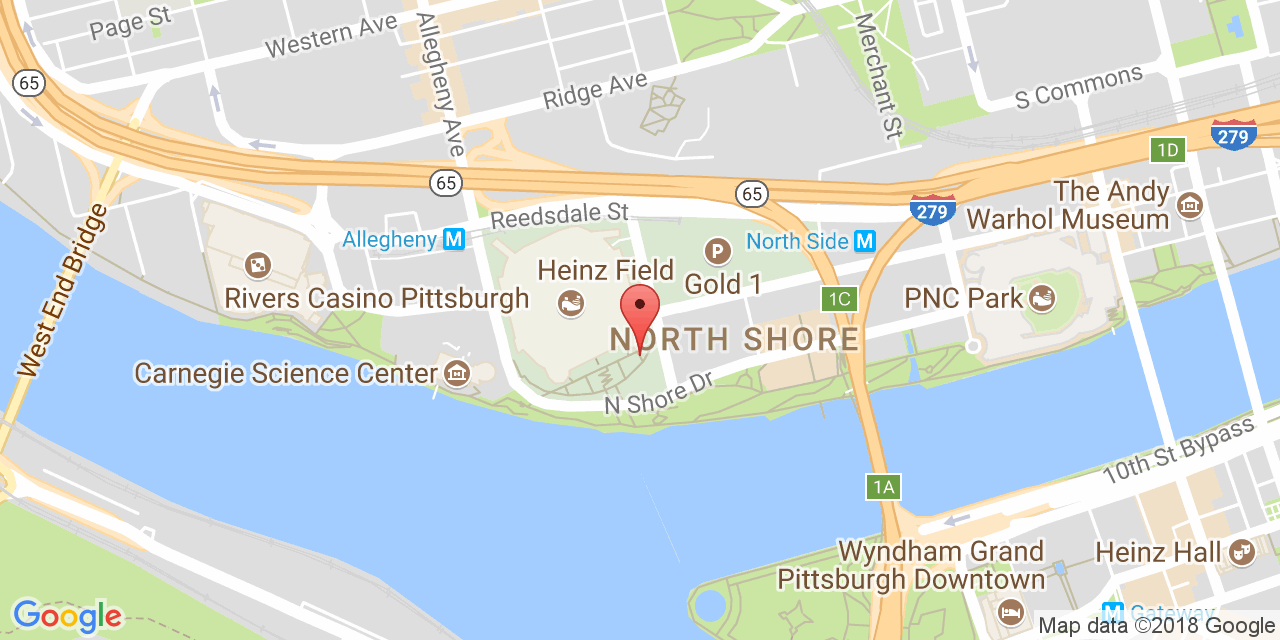 Page St
Western Ave
Allegheny Ave
Merchant St
65
Ridge Ave
S Commons
279
1D
65
65
Reedsdale St
279
The Andy
Warhol Museum
West End Bridge
Allegheny M
North Side M
P
Heinz Field
Gold 1
Rivers Casino Pittsburgh
1C
PNC Park
NORTH SHORE
Carnegie Science Center
N Shore Dr
10th St Bypass
1A
Wyndham Grand
Pittsburgh Downtown
Heinz Hall
M Gateway
Google
Map data ©2018 Google